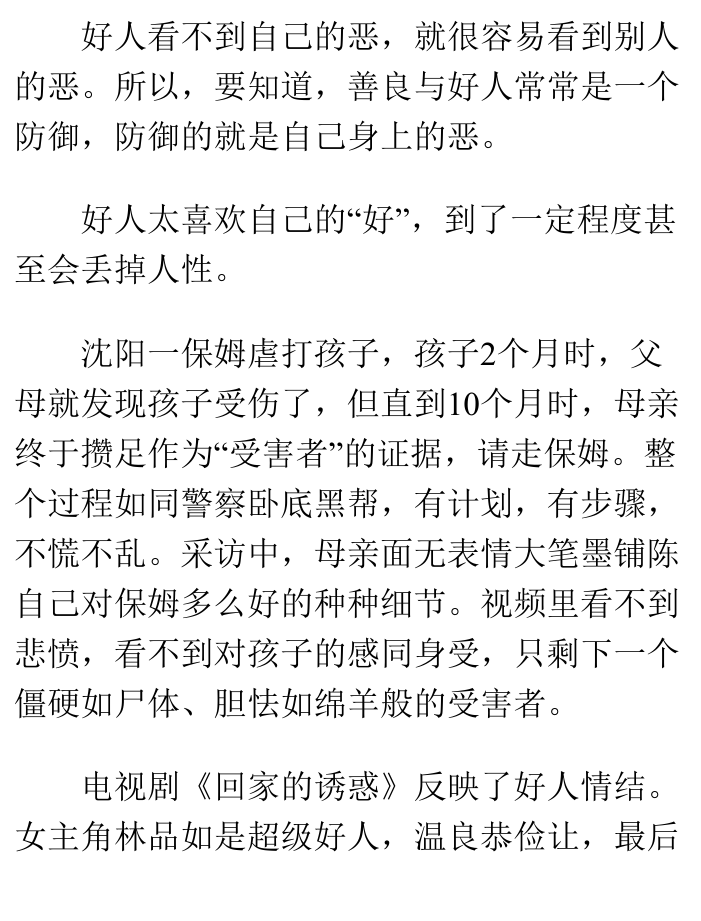 好人看不到自己的恶，就很容易看到别人
的恶。所以，要知道，善良与好人常常是一个
防御，防御的就是自己身上的恶。
好人太喜欢自己的“好”，到了一定程度甚
至会丢掉人性。
沈阳一保姆虐打孩子，孩子2个月时，父
母就发现孩子受伤了，但直到10个月时，母亲
终于攒足作为“受害者”的证据，请走保姆。整
个过程如同警察卧底黑帮，有计划，有步骤，
不慌不乱。采访中，母亲面无表情大笔墨铺陈
自己对保姆多么好的种种细节。视频里看不到
悲愤，看不到对孩子的感同身受，只剩下一个
僵硬如尸体、胆怯如绵羊般的受害者。
电视剧《回家的诱惑》反映了好人情结。
女主角林品如是超级好人，温良恭俭让，最后